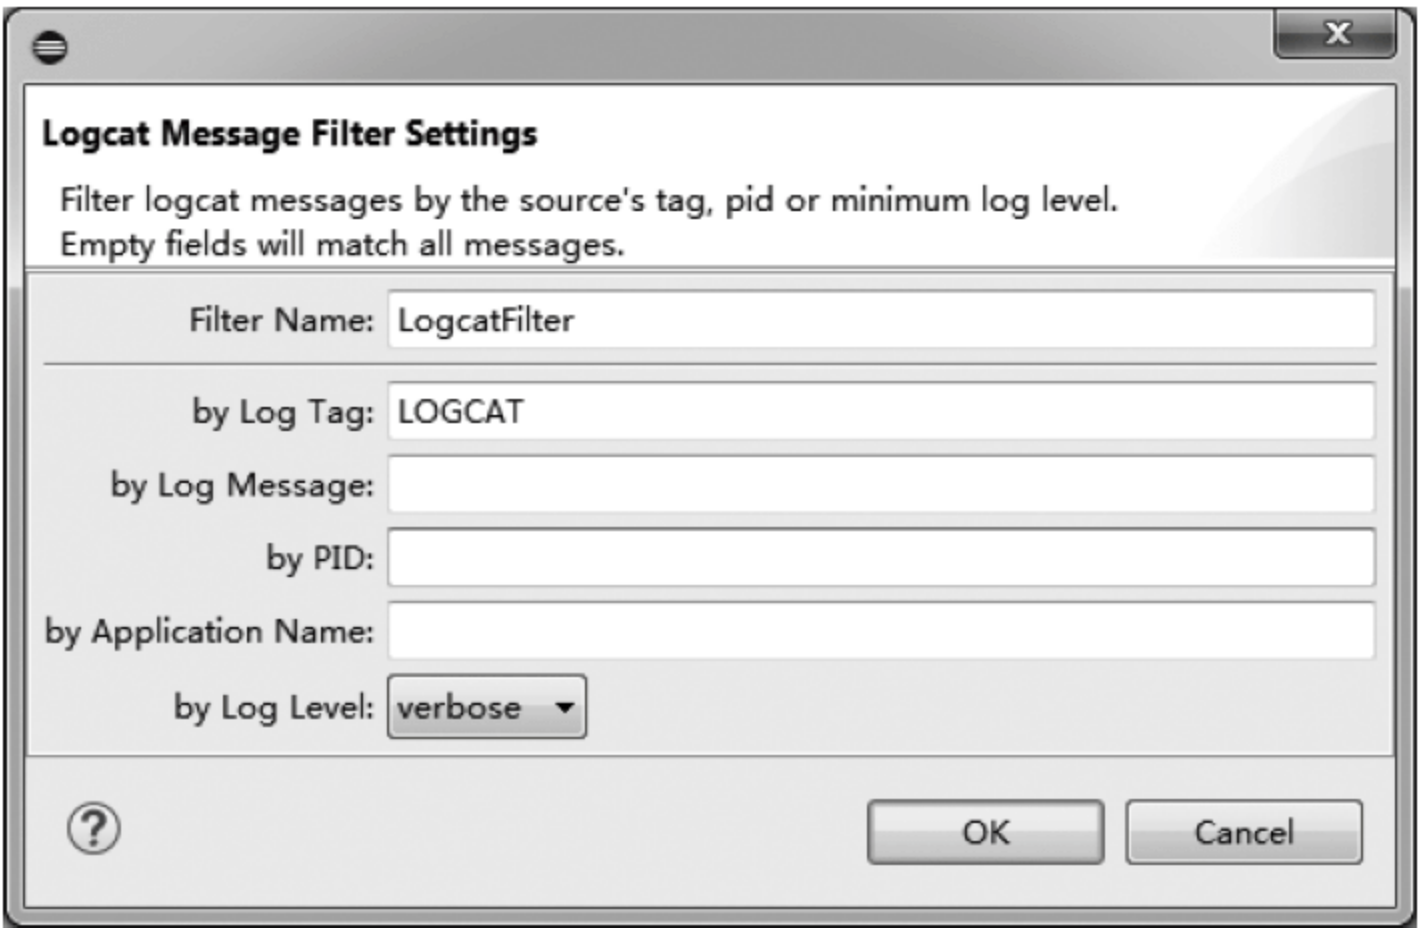 Logcat Message Filter Settings
Filter logcat messages by the source's tag, pid or minimum log level.
Empty fields will match all messages.
Filter Name: LogcatFilter
by Log Tag: LOGCAT
by Log Message:
by PID:
by Application Name:
by Log Level: verbose
OK Cancel